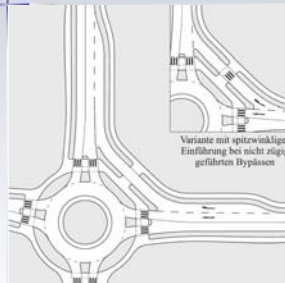 Variante mit spitzwinklige
Einführung bei nicht zügig
geführten Bypässen